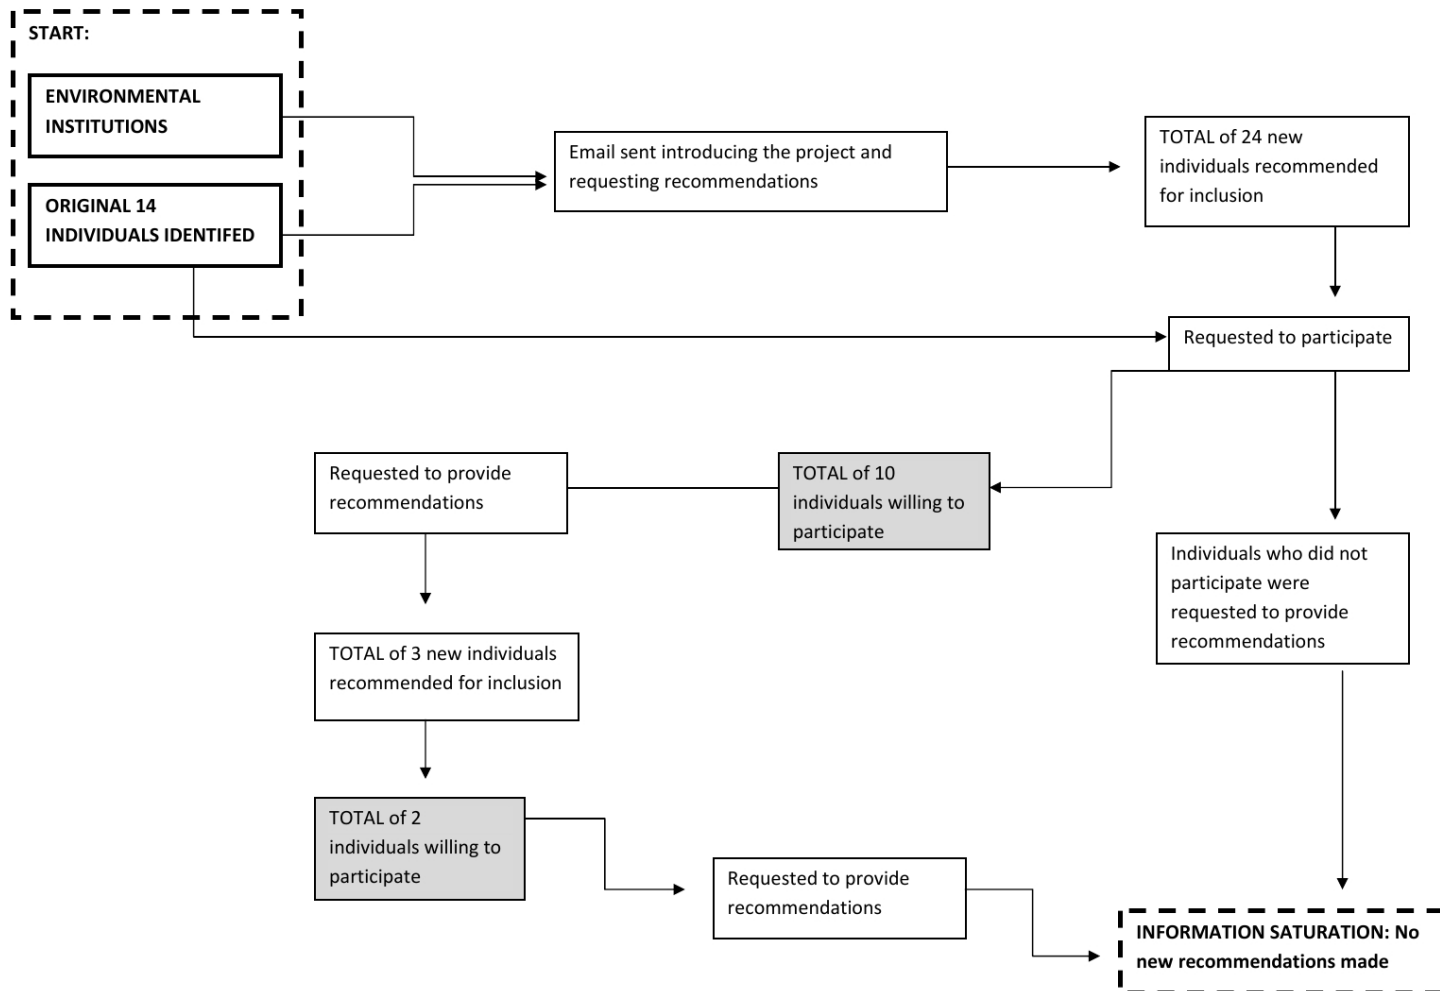 START:
ENVIRONMENTAL
INSTITUTIONS
ORIGINAL 14
INDIVIDUALS IDENTIFED
Email sent introducing the project and
requesting recommendations
TOTAL of 24 new
individuals recommended
for inclusion
Requested to participate
TOTAL of 10
individuals willing to
participate
Requested to provide
recommendations
Individuals who did not
participate were
requested to provide
recommendations
TOTAL of 3 new individuals
recommended for inclusion
TOTAL of 2
individuals willing to
participate
Requested to provide
recommendations
INFORMATION SATURATION: No
new recommendations made